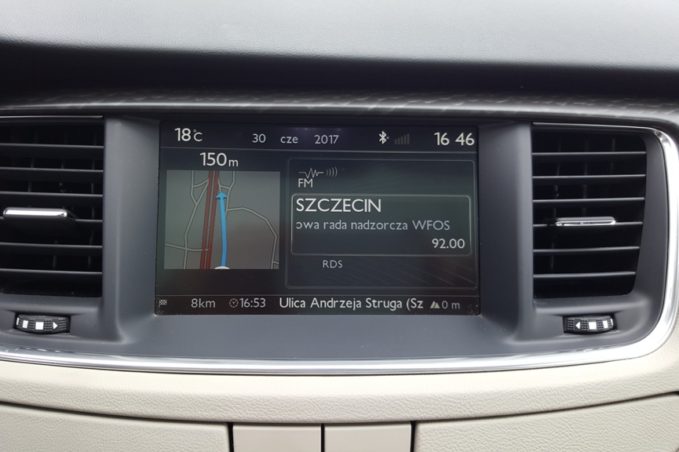 18°C 30 cze 2017 16 46
150m
FM
SZCZECIN
owa rada nadzorcza WFOS
92.00
RDS
8km 16:53 Ulica Andrzeja Struga (Sz 0 m